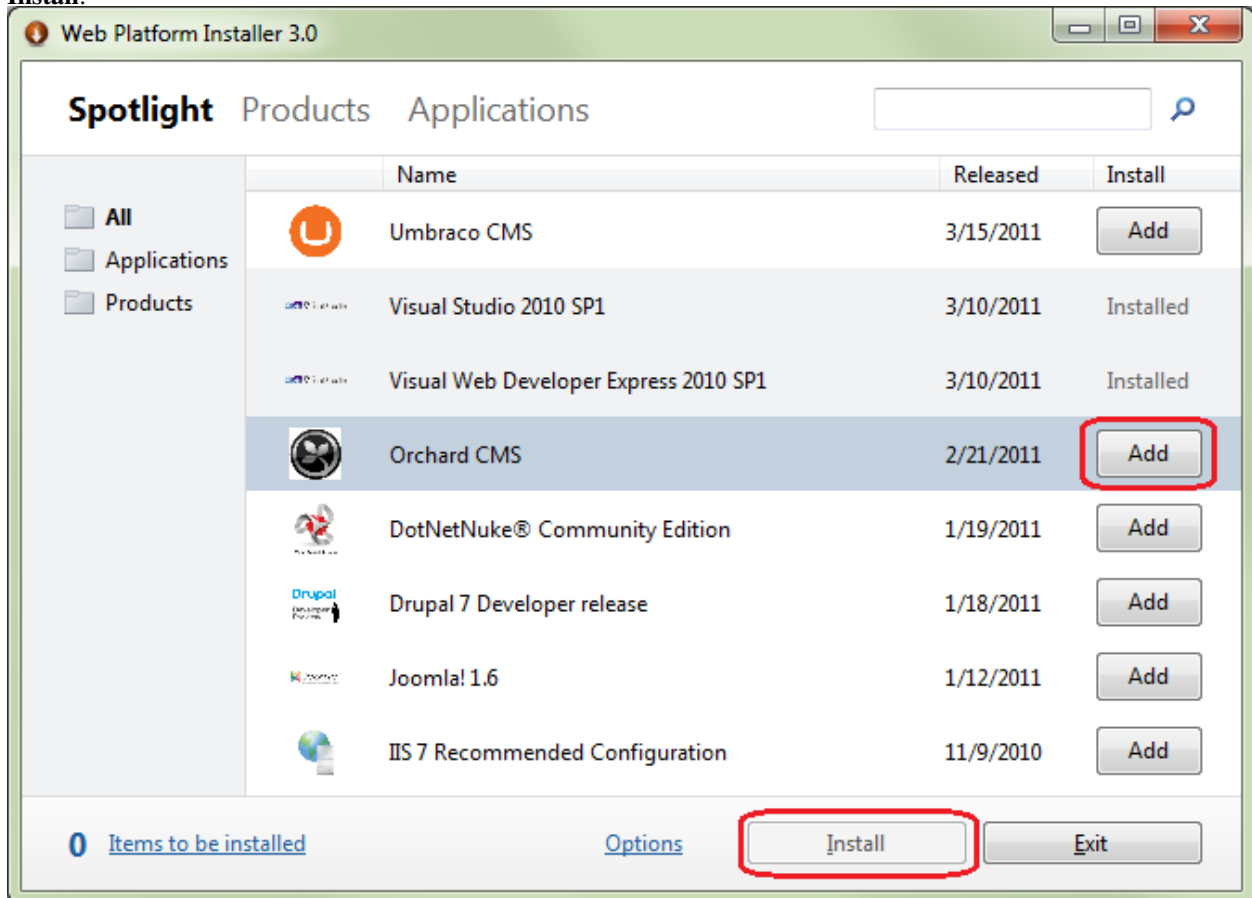 Install.
Web Platform Installer 3.0
Spotlight Products Applications
Name Released Install
All
Applications
Products
Umbraco CMS 3/15/2011 Add
Visual Studio 2010 SP1 3/10/2011 Installed
Visual Web Developer Express 2010 SP1 3/10/2011 Installed
Orchard CMS 2/21/2011 Add
DotNetNuke® Community Edition 1/19/2011 Add
Drupal
Drupal 7 Developer release 1/18/2011 Add
Joomla! 1.6 1/12/2011 Add
IIS 7 Recommended Configuration 11/9/2010 Add
0 Items to be installed Options Install Exit